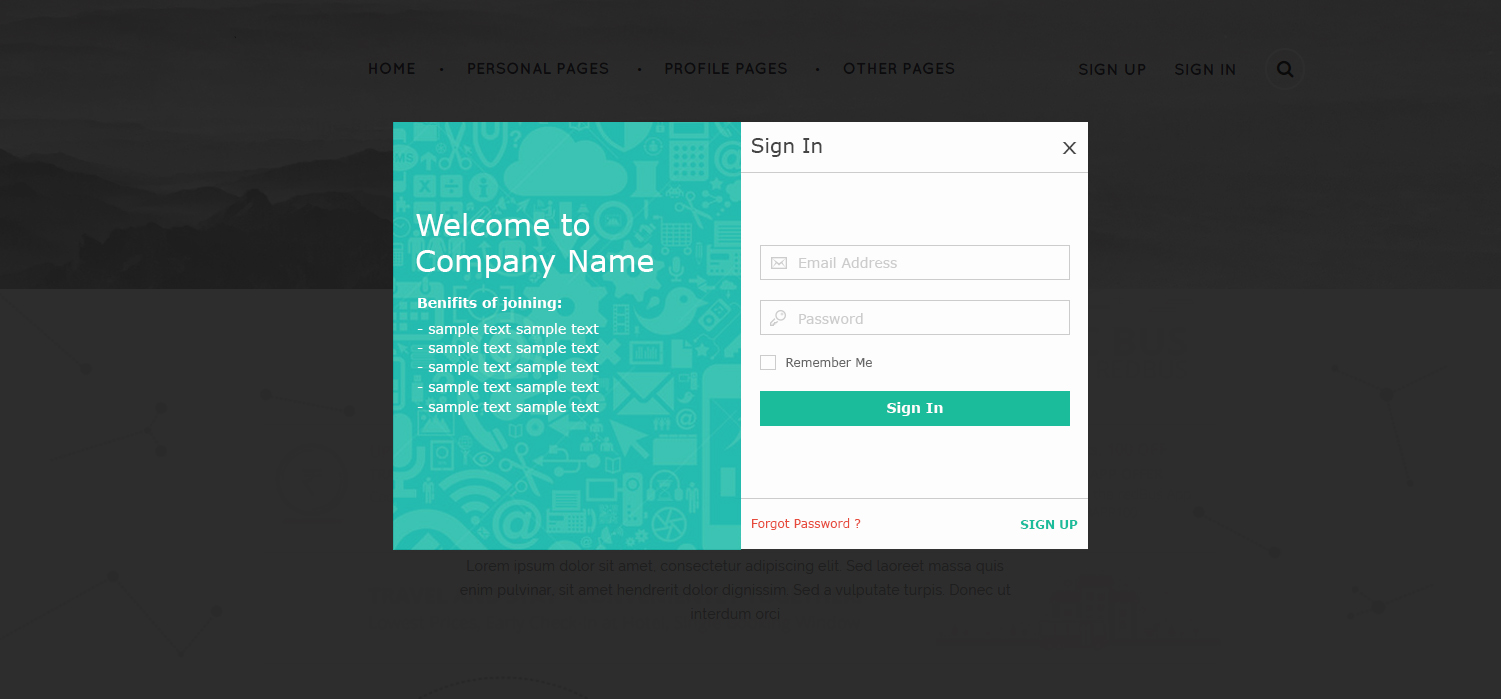 HOME • PERSONAL PAGES • PROFILE PAGES • OTHER PAGES SIGN UP SIGN IN
Welcome to
Company Name
Benifits of joining:
- sample text sample text
- sample text sample text
- sample text sample text
- sample text sample text
- sample text sample text
Sign In
X
Email Address
Password
Remember Me
Sign In
Forgot Password ?
SIGN UP
Lorem ipsum dolor sit amet, consectetur adipiscing elit. Sed laoreet massa quis
enim pulvinar, sit amet hendrerit dolor dignissim. Sed a vulputate turpis. Donec ut
interdum orci